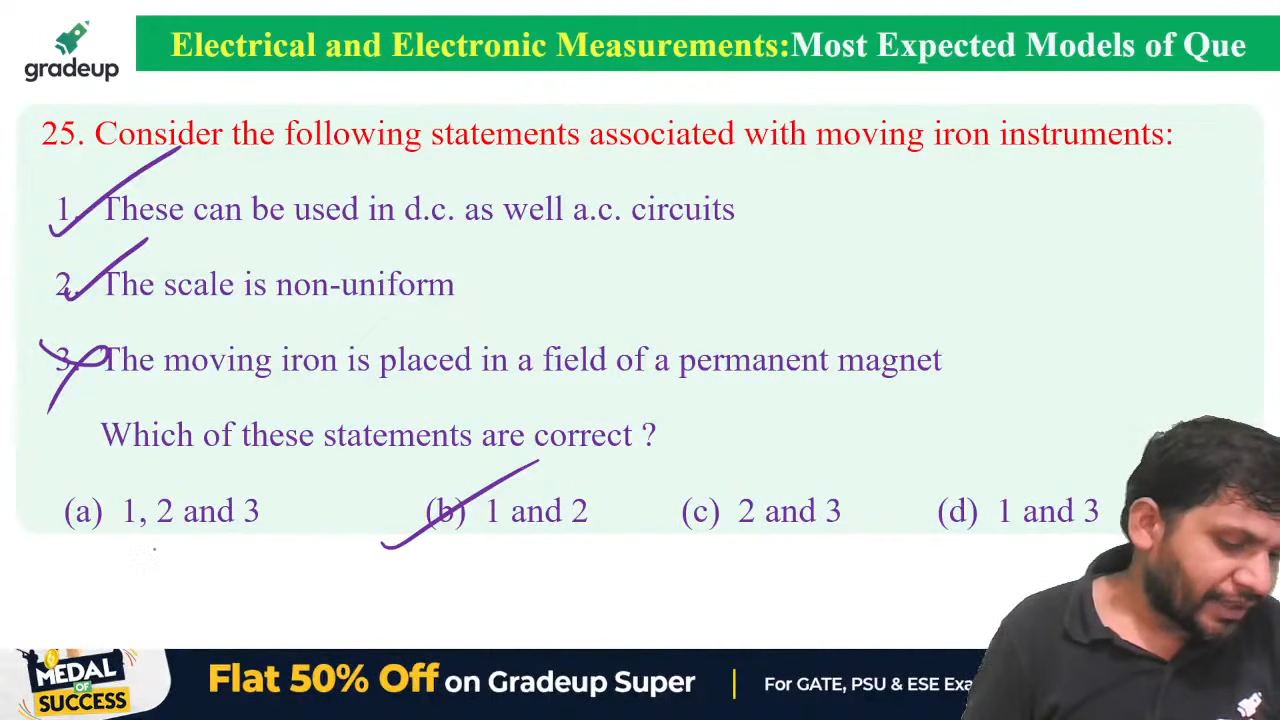 gradeup
Electrical and Electronic Measurements:Most Expected Models of Que
25. Consider the following statements associated with moving iron instruments:
1. These can be used in d.c. as well a.c. circuits
2. The scale is non-uniform
3. The moving iron is placed in a field of a permanent magnet
Which of these statements are correct ?
(a) 1, 2 and 3 (b) 1 and 2 (c) 2 and 3 (d) 1 and 3
MEDAL
OF
SUCCESS
Flat 50% Off on Gradeup Super
For GATE, PSU & ESE Exa